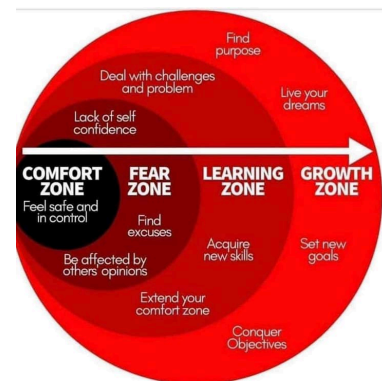 Find
purpose
Deal with challenges
and problem
Live your
dreams
Lack of self
confidence
COMFORT
ZONE
Feel safe and
in control
FEAR
ZONE
Find
excuses
Be affected by
others' opinions
LEARNING
ZONE
Acquire
new skills
Extend your
comfort zone
GROWTH
ZONE
Set new
goals
Conquer
Objectives